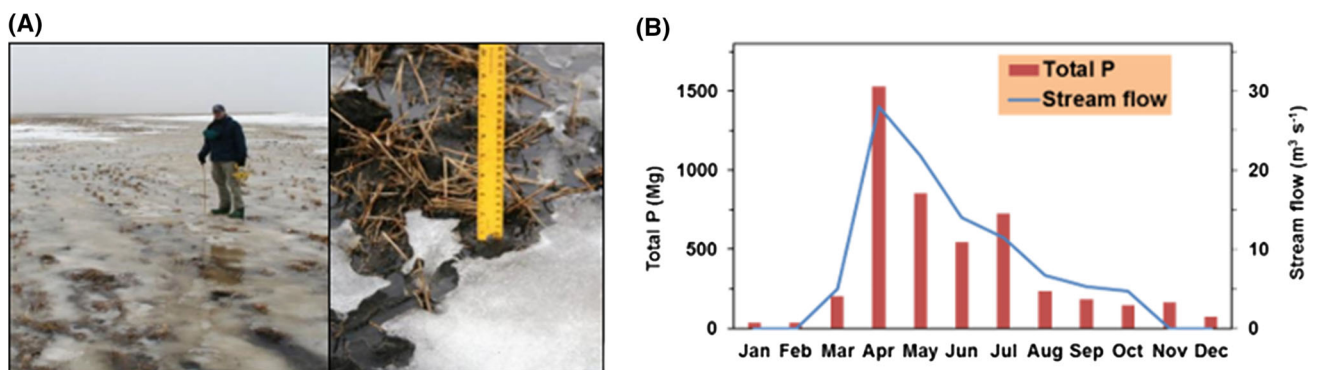 (A)
(B)
Total P
Stream flow
Total P (Mg)
1500
1000
500
0
Stream flow (m³ s⁻¹)
30
20
10
0
Jan Feb Mar Apr May Jun Jul Aug Sep Oct Nov Dec